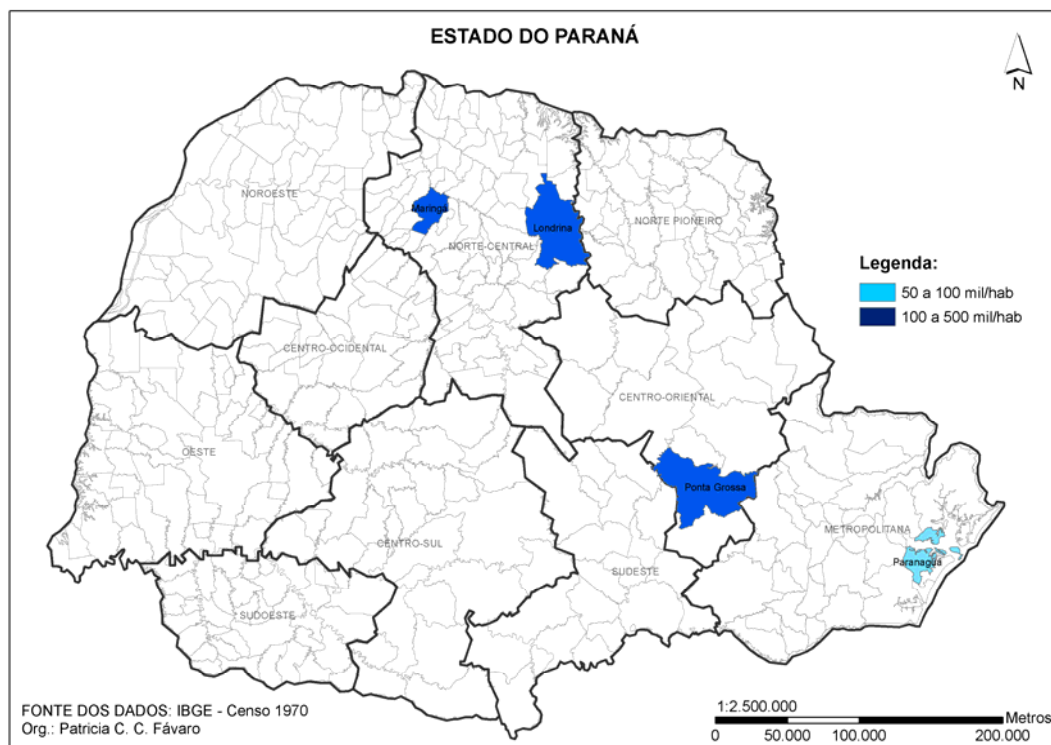 ESTADO DO PARANÁ
N
NOROESTE
Maringá
Londrina
NORTE-CENTRAL
NORTE PIONEIRO
Legenda:
50 a 100 mil/hab
100 a 500 mil/hab
CENTRO-OCIDENTAL
CENTRO-ORIENTAL
OESTE
Ponta Grossa
METROPOLITANA
CENTRO-SUL
Paranaguá
SUDESTE
SUDOESTE
FONTE DOS DADOS: IBGE - Censo 1970
Org.: Patricia C. C. Fávaro
1:2.500.000
Metros
0 50.000 100.000 200.000